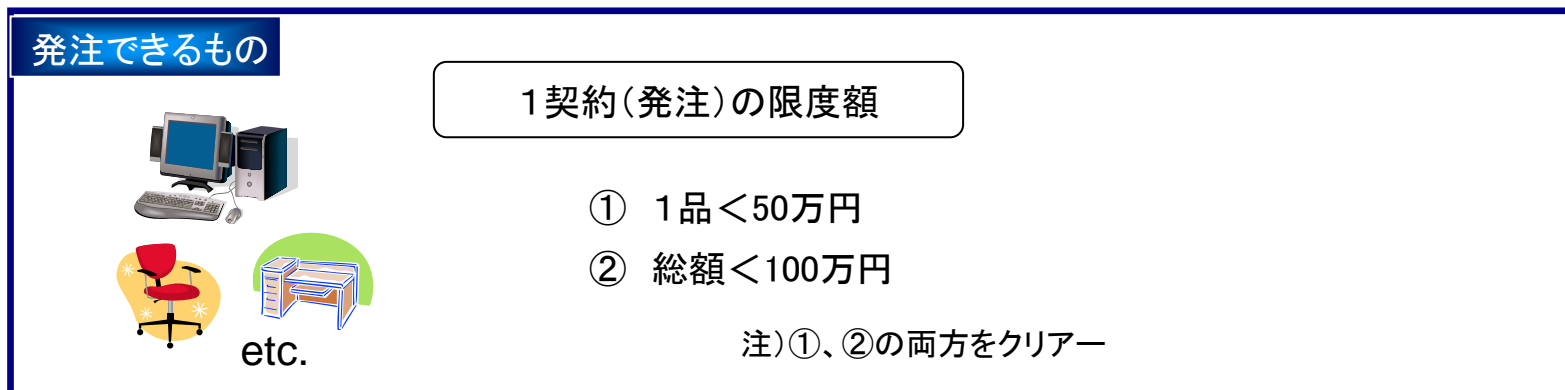 発注できるもの
１契約(発注)の限度額
① １品＜50万円
② 総額＜100万円
注)①、②の両方をクリアー
etc.